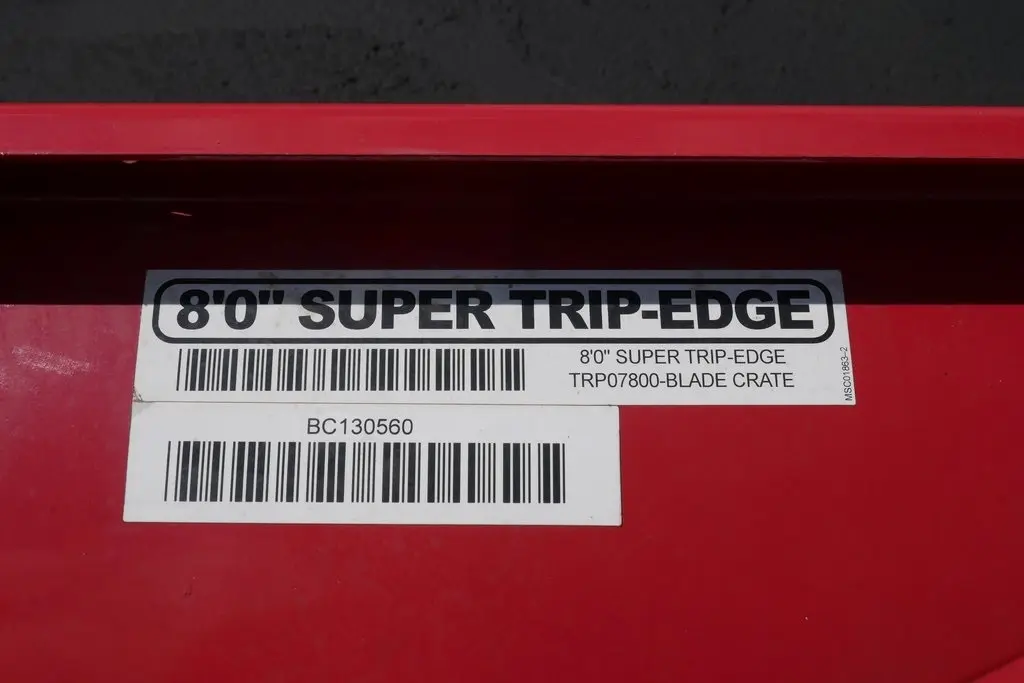 8'0" SUPER TRIP-EDGE
8'0" SUPER TRIP-EDGE
TRP07800-BLADE CRATE
MSC01863-2
BC130560